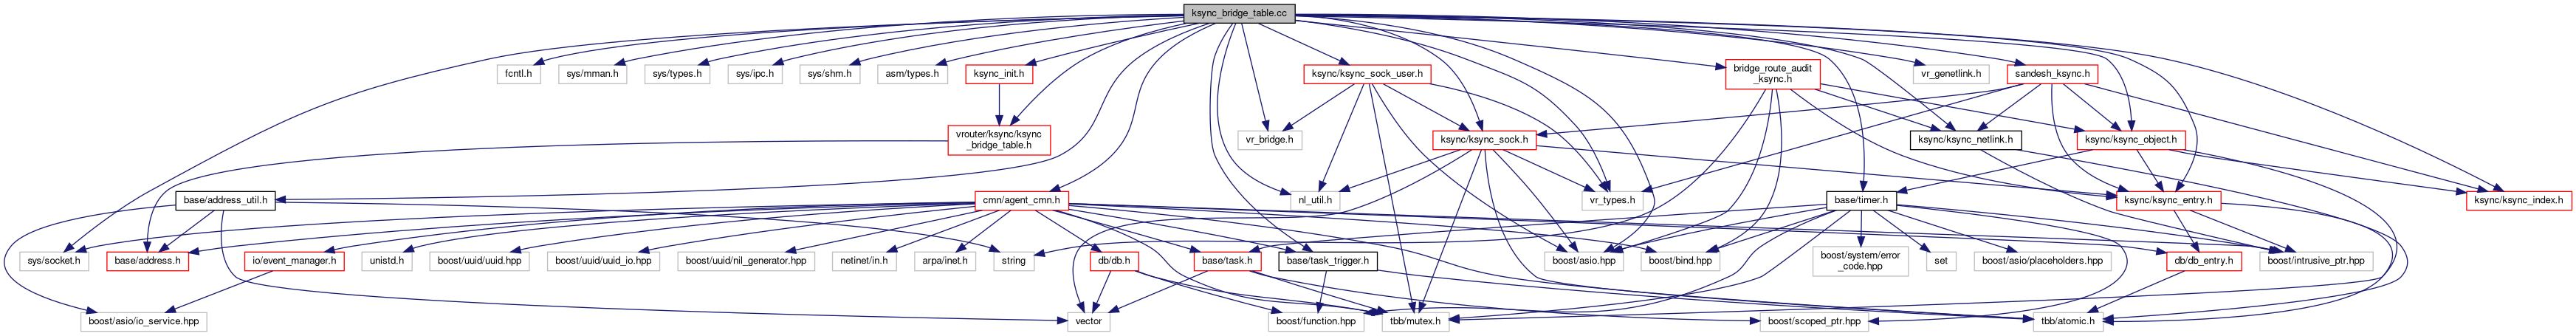 ksync_bridge_table.cc
fcntl.h
sys/mman.h
sys/types.h
sys/ipc.h
sys/shm.h
asm/types.h
ksync_init.h
ksync/ksync_sock_user.h
bridge_route_audit
_ksync.h
vr_genetlink.h
sandesh_ksync.h
vrouter/ksync/ksync
_bridge_table.h
vr_bridge.h
ksync/ksync_sock.h
ksync/ksync_netlink.h
ksync/ksync_object.h
base/address_util.h
cmn/agent_cmn.h
nl_util.h
vr_types.h
base/timer.h
ksync/ksync_entry.h
ksync/ksync_index.h
sys/socket.h
base/address.h
io/event_manager.h
unistd.h
boost/uuid/uuid.hpp
boost/uuid/uuid_io.hpp
boost/uuid/nil_generator.hpp
netinet/in.h
arpa/inet.h
string
db/db.h
base/task.h
base/task_trigger.h
boost/asio.hpp
boost/bind.hpp
boost/system/error
_code.hpp
set
boost/asio/placeholders.hpp
db/db_entry.h
boost/intrusive_ptr.hpp
boost/asio/io_service.hpp
vector
boost/function.hpp
tbb/mutex.h
boost/scoped_ptr.hpp
tbb/atomic.h